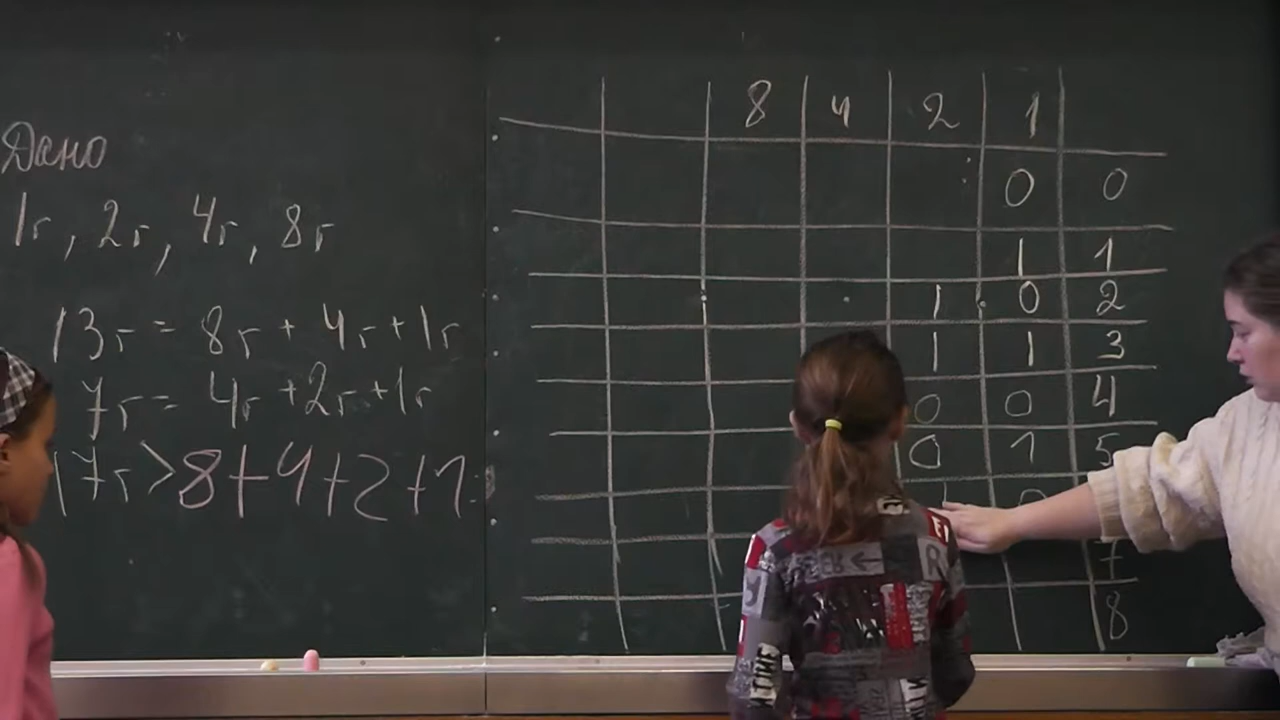 Дано
1г, 2г, 4г, 8г
13г = 8г + 4г + 1г
7г = 4г + 2г + 1г
17г > 8 + 4 + 2 + 1
8 4 2 1
0 0
1 1
1 0 2
1 1 3
0 0 4
0 1 5
7
8